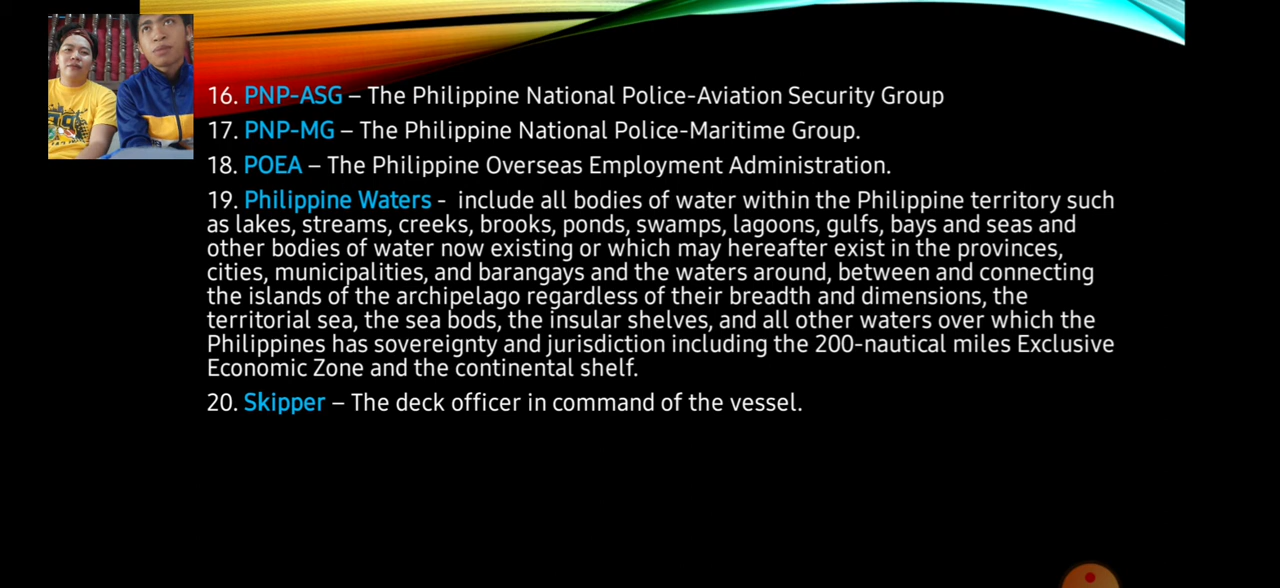 16. PNP-ASG – The Philippine National Police-Aviation Security Group
17. PNP-MG – The Philippine National Police-Maritime Group.
18. POEA – The Philippine Overseas Employment Administration.
19. Philippine Waters - include all bodies of water within the Philippine territory such
as lakes, streams, creeks, brooks, ponds, swamps, lagoons, gulfs, bays and seas and
other bodies of water now existing or which may hereafter exist in the provinces,
cities, municipalities, and barangays and the waters around, between and connecting
the islands of the archipelago regardless of their breadth and dimensions, the
territorial sea, the sea bods, the insular shelves, and all other waters over which the
Philippines has sovereignty and jurisdiction including the 200-nautical miles Exclusive
Economic Zone and the continental shelf.
20. Skipper – The deck officer in command of the vessel.